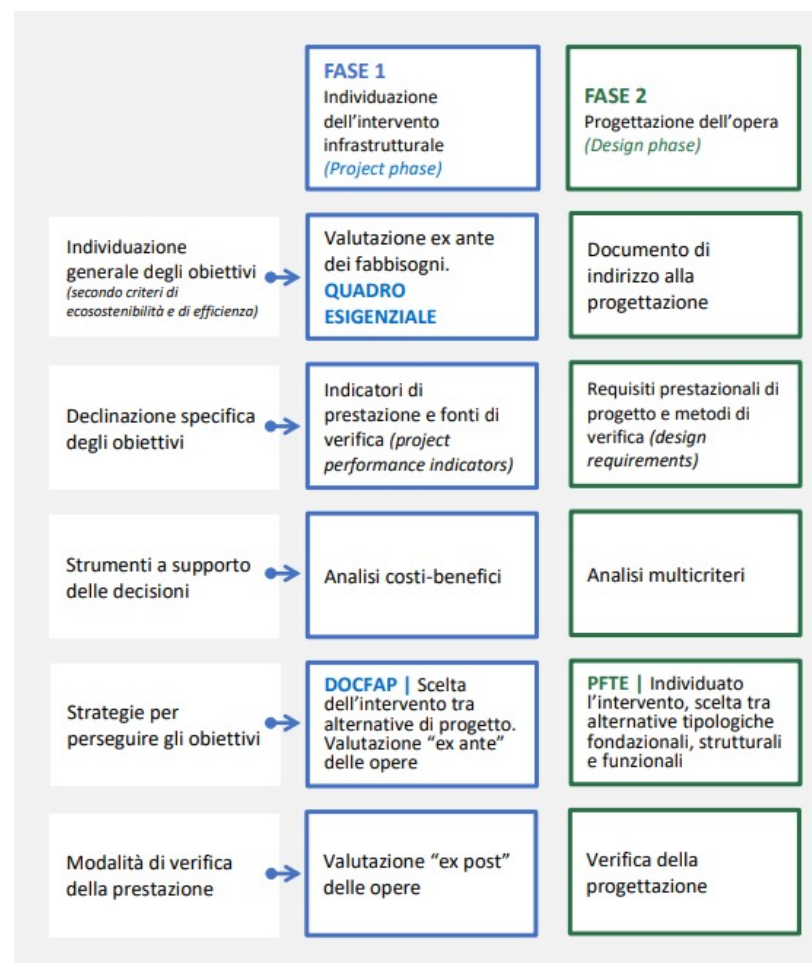 FASE 1
Individuazione
dell'intervento
infrastrutturale
(Project phase)
FASE 2
Progettazione dell'opera
(Design phase)
Individuazione
generale degli obiettivi
(secondo criteri di
ecosostenibilità e di efficienza)
Valutazione ex ante
dei fabbisogni.
QUADRO
ESIGENZIALE
Documento di
indirizzo alla
progettazione
Declinazione specifica
degli obiettivi
Indicatori di
prestazione e fonti di
verifica (project
performance indicators)
Requisiti prestazionali di
progetto e metodi di
verifica (design
requirements)
Strumenti a supporto
delle decisioni
Analisi costi-benefici
Analisi multicriteri
Strategie per
perseguire gli obiettivi
DOCFAP | Scelta
dell'intervento tra
alternative di progetto.
Valutazione "ex ante"
delle opere
PFTE | Individuato
l'intervento, scelta tra
alternative tipologiche
fondazionali, strutturali
e funzionali
Modalità di verifica
della prestazione
Valutazione "ex post"
delle opere
Verifica della
progettazione